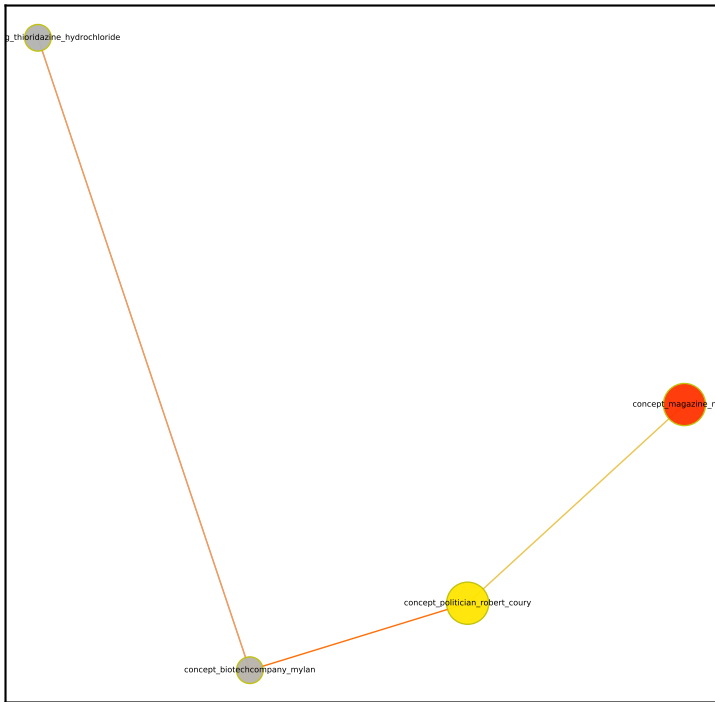 g_thioridazine_hydrochloride
concept_magazine_r
concept_politician_robert_coury
concept_biotechcompany_mylan